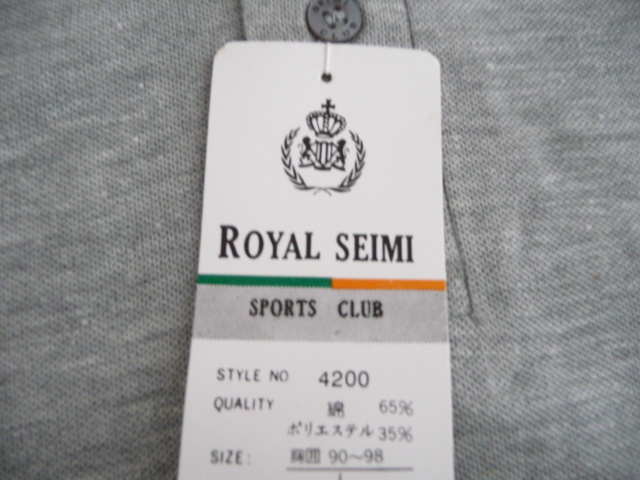 CLUB
ROYAL SEIMI
SPORTS CLUB
STYLE NO 4200
QUALITY 綿 65%
ポリエステル 35%
SIZE: 胸囲 90～98